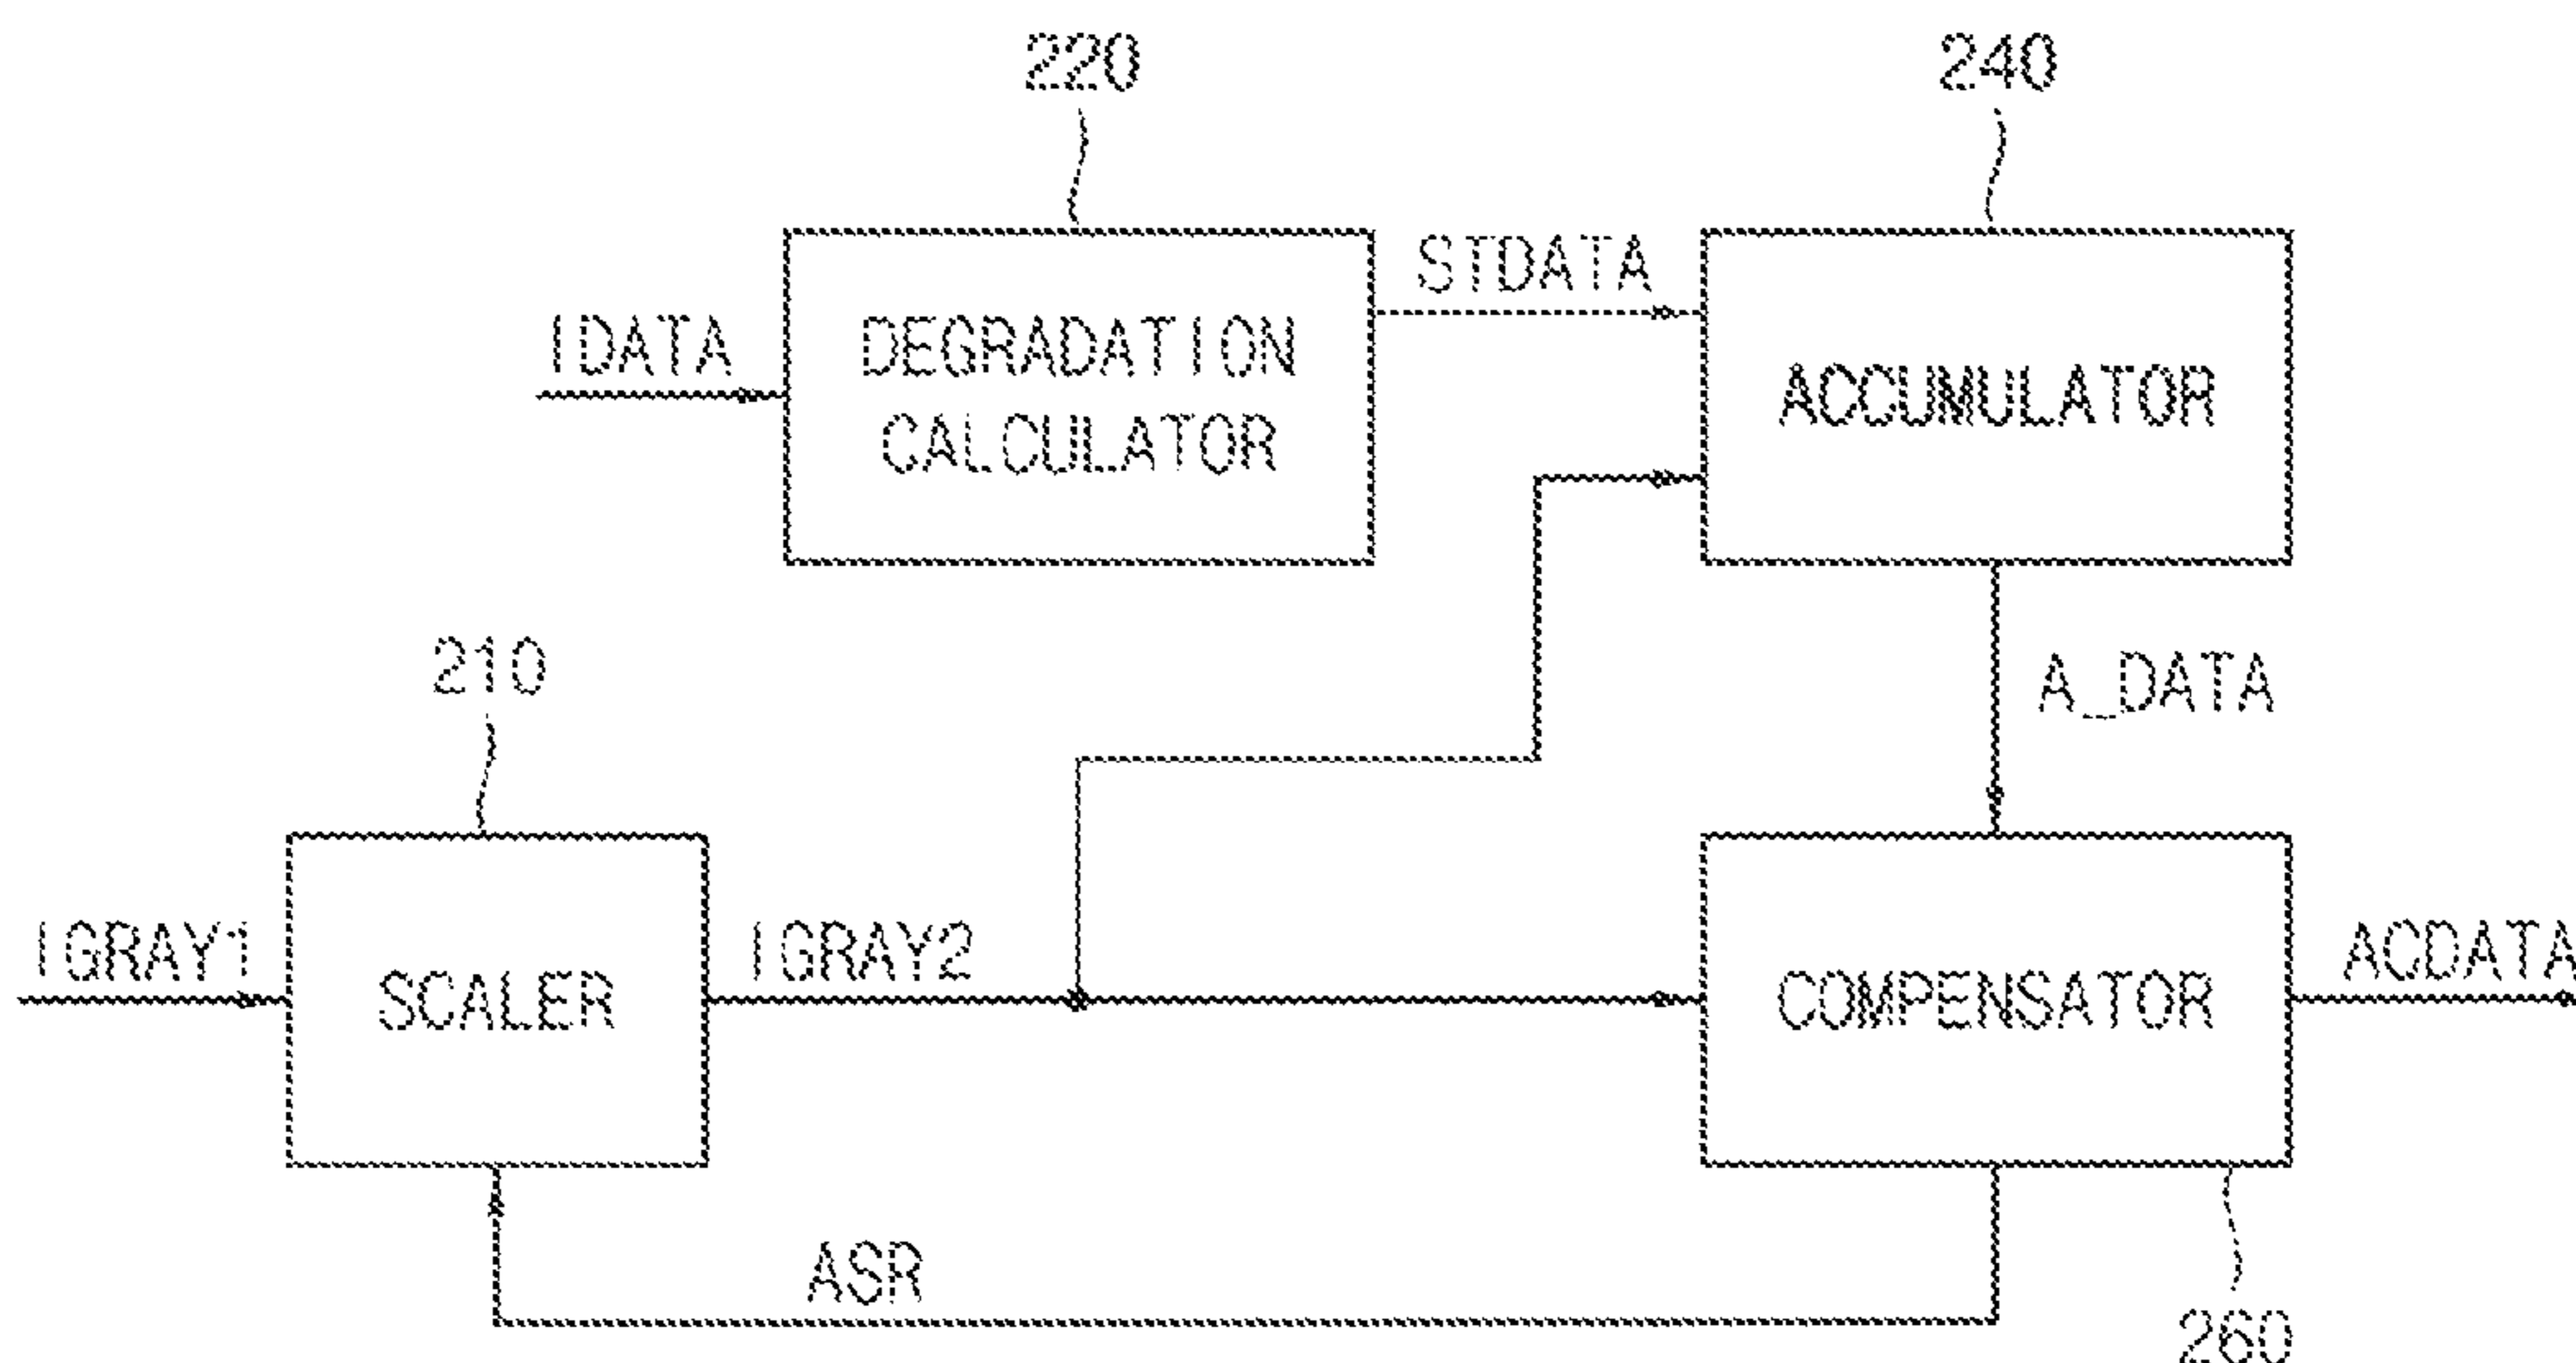 220
240
STDATA
IDATA
DEGRADATION
CALCULATOR
ACCUMULATOR
210
A_DATA
IGRAY1
SCALER
IGRAY2
COMPENSATOR
ACDATA
ASR
260